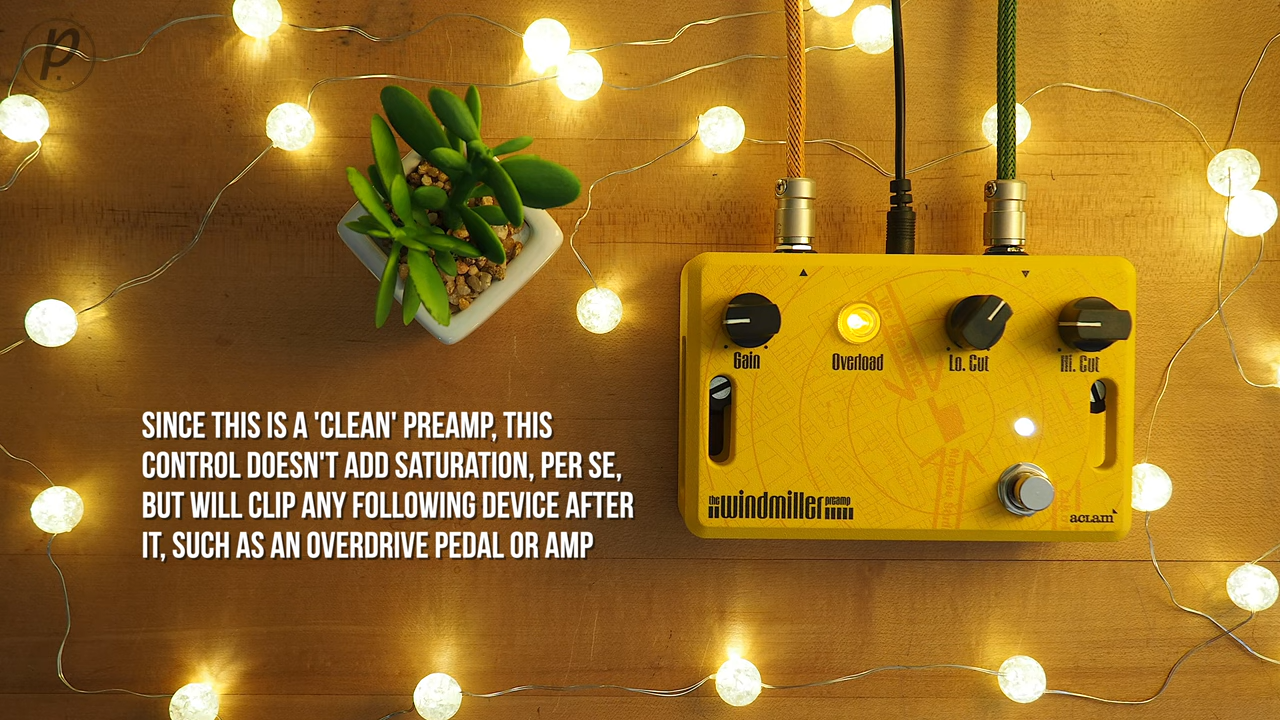 p.
SINCE THIS IS A 'CLEAN' PREAMP, THIS
CONTROL DOESN'T ADD SATURATION, PER SE,
BUT WILL CLIP ANY FOLLOWING DEVICE AFTER
IT, SUCH AS AN OVERDRIVE PEDAL OR AMP
Gain
Overload
Lo. Cut
Hi. Cut
the windmiller preamp
aclam